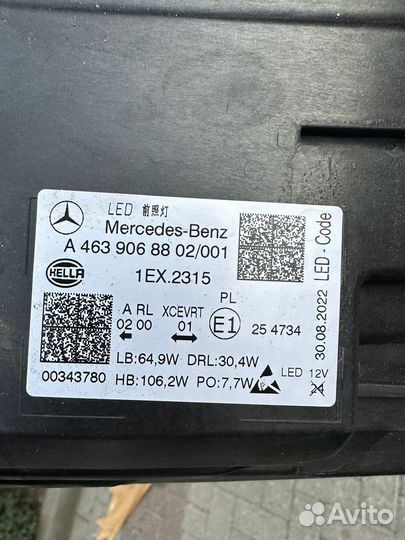 LED 前照灯
Mercedes-Benz
A 463 906 88 02/001
HELLA
1EX.2315
PL
A RL XCEVRT
02 00 01 E1 25 4734
LB:64,9W DRL:30,4W
00343780 HB:106,2W PO:7,7W
LED 12V
30.08.2022 LED - Code
Avito